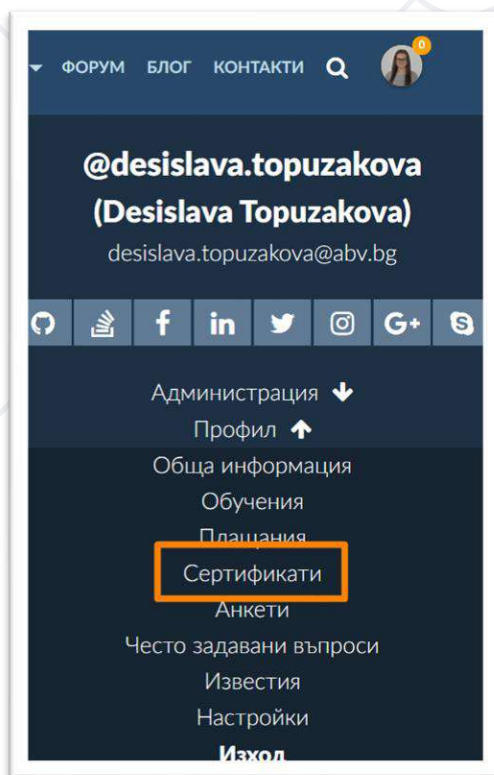 ФОРУМ БЛОГ КОНТАКТИ 0
@desislava.topuzakova
(Desislava Topuzakova)
desislava.topuzakova@abv.bg
f in G+ S
Администрация
Профил
Обща информация
Обучения
Плащания
Сертификати
Анкети
Често задавани въпроси
Известия
Настройки
Изход